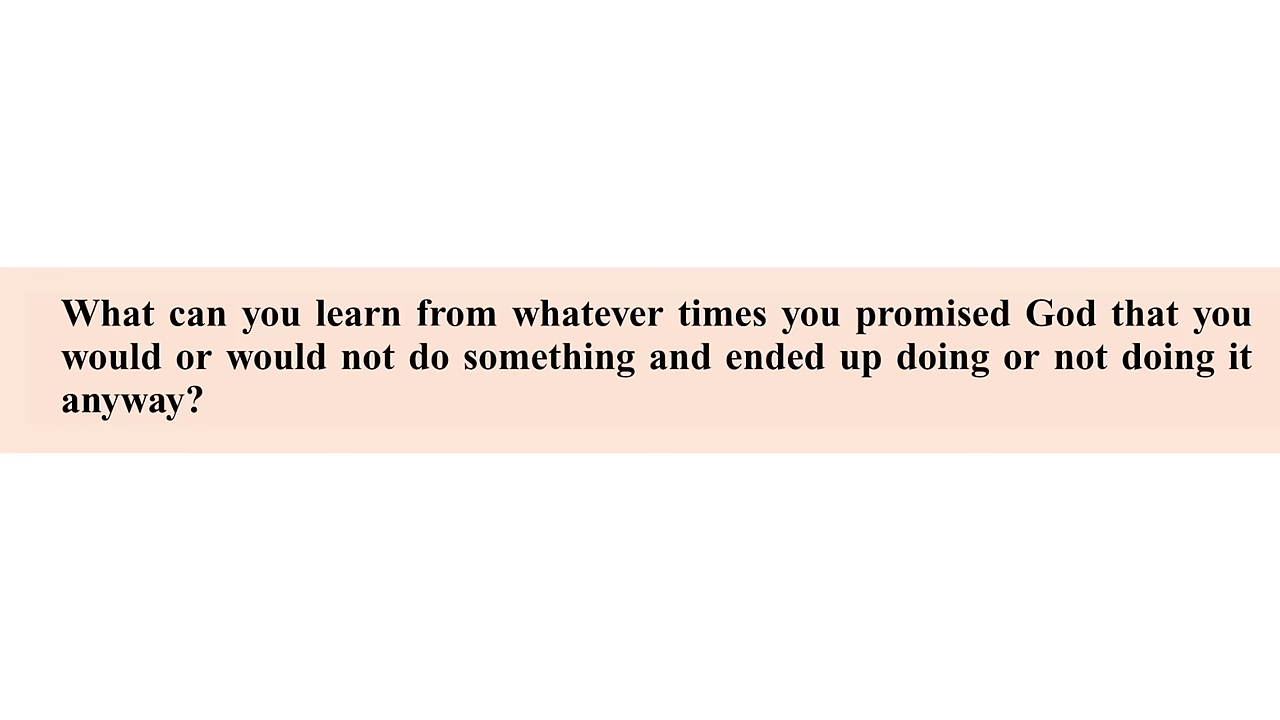 What can you learn from whatever times you promised God that you
would or would not do something and ended up doing or not doing it
anyway?